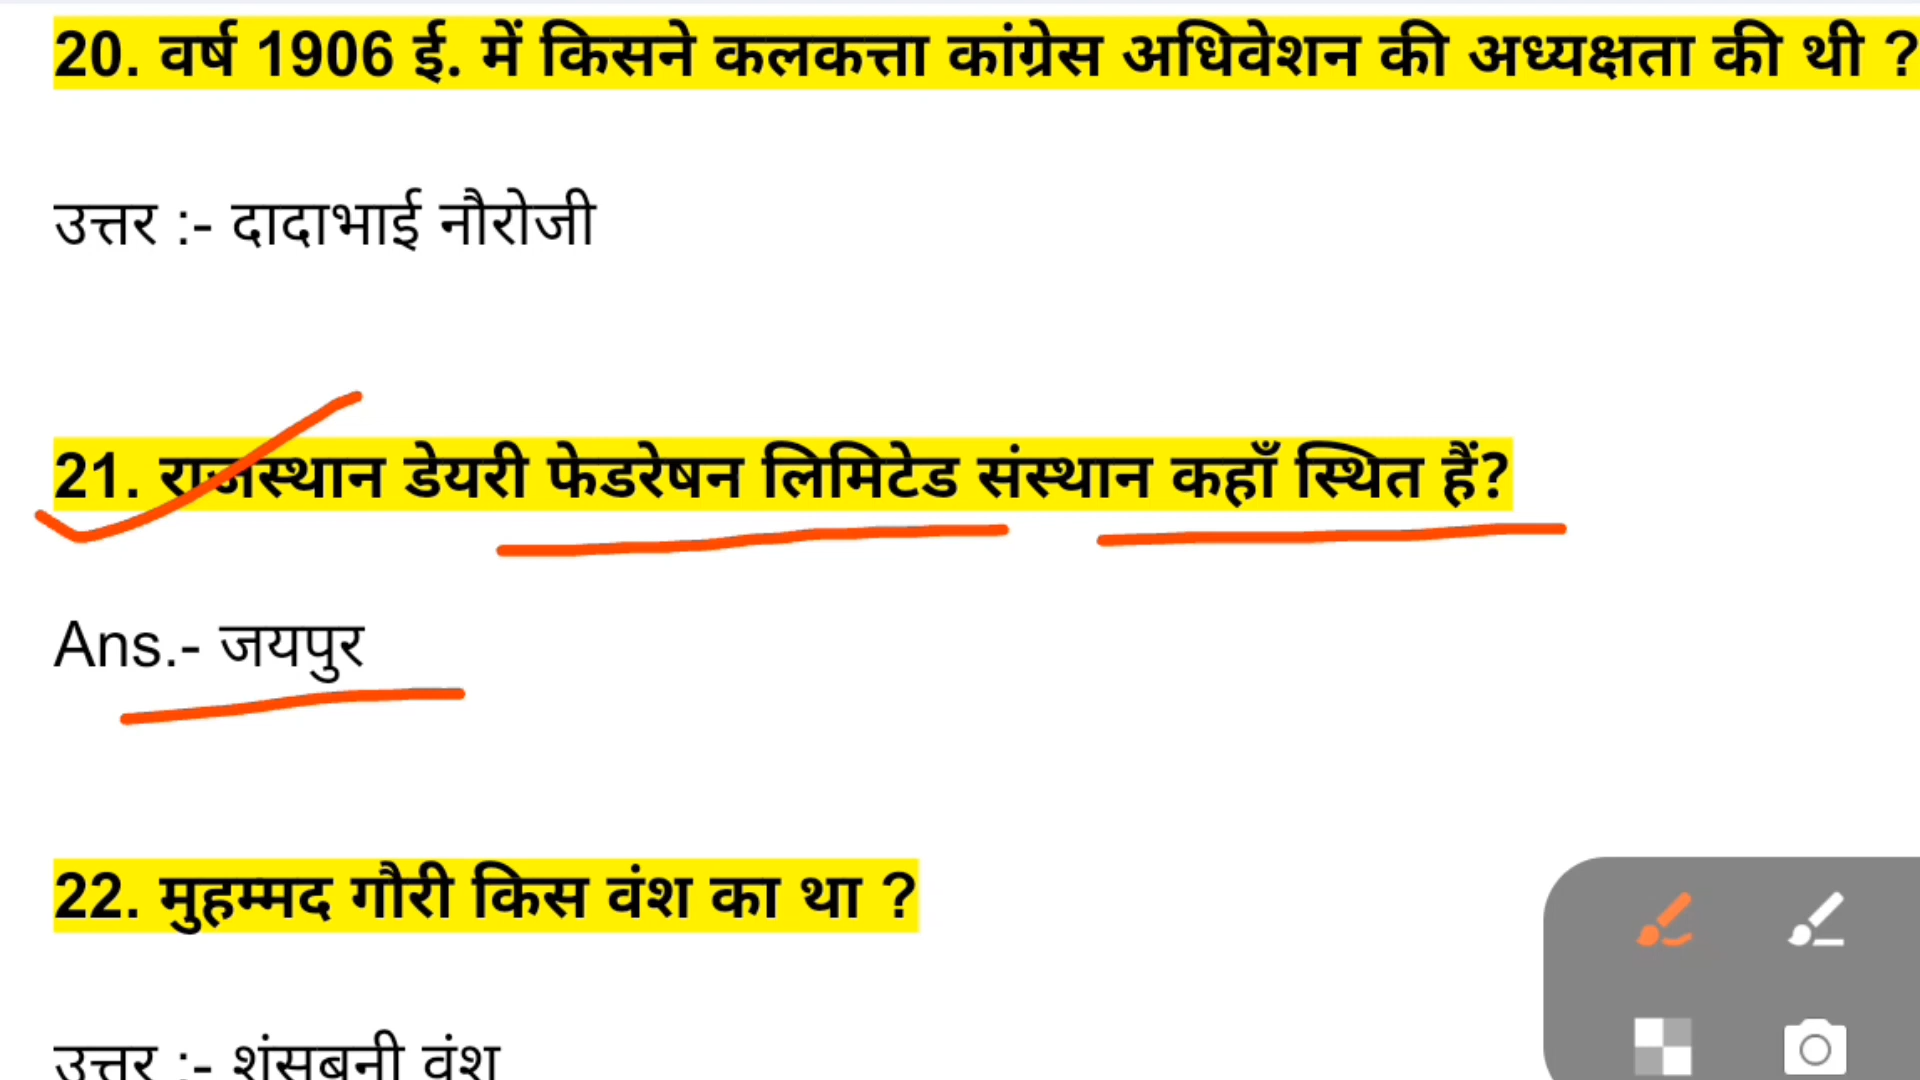 20. वर्ष 1906 ई. में किसने कलकत्ता कांग्रेस अधिवेशन की अध्यक्षता की थी ?
उत्तर :- दादाभाई नौरोजी
21. राजस्थान डेयरी फेडरेषन लिमिटेड संस्थान कहाँ स्थित हैं?
Ans.- जयपुर
22. मुहम्मद गौरी किस वंश का था ?
उत्तर :- शंसबनी वंश